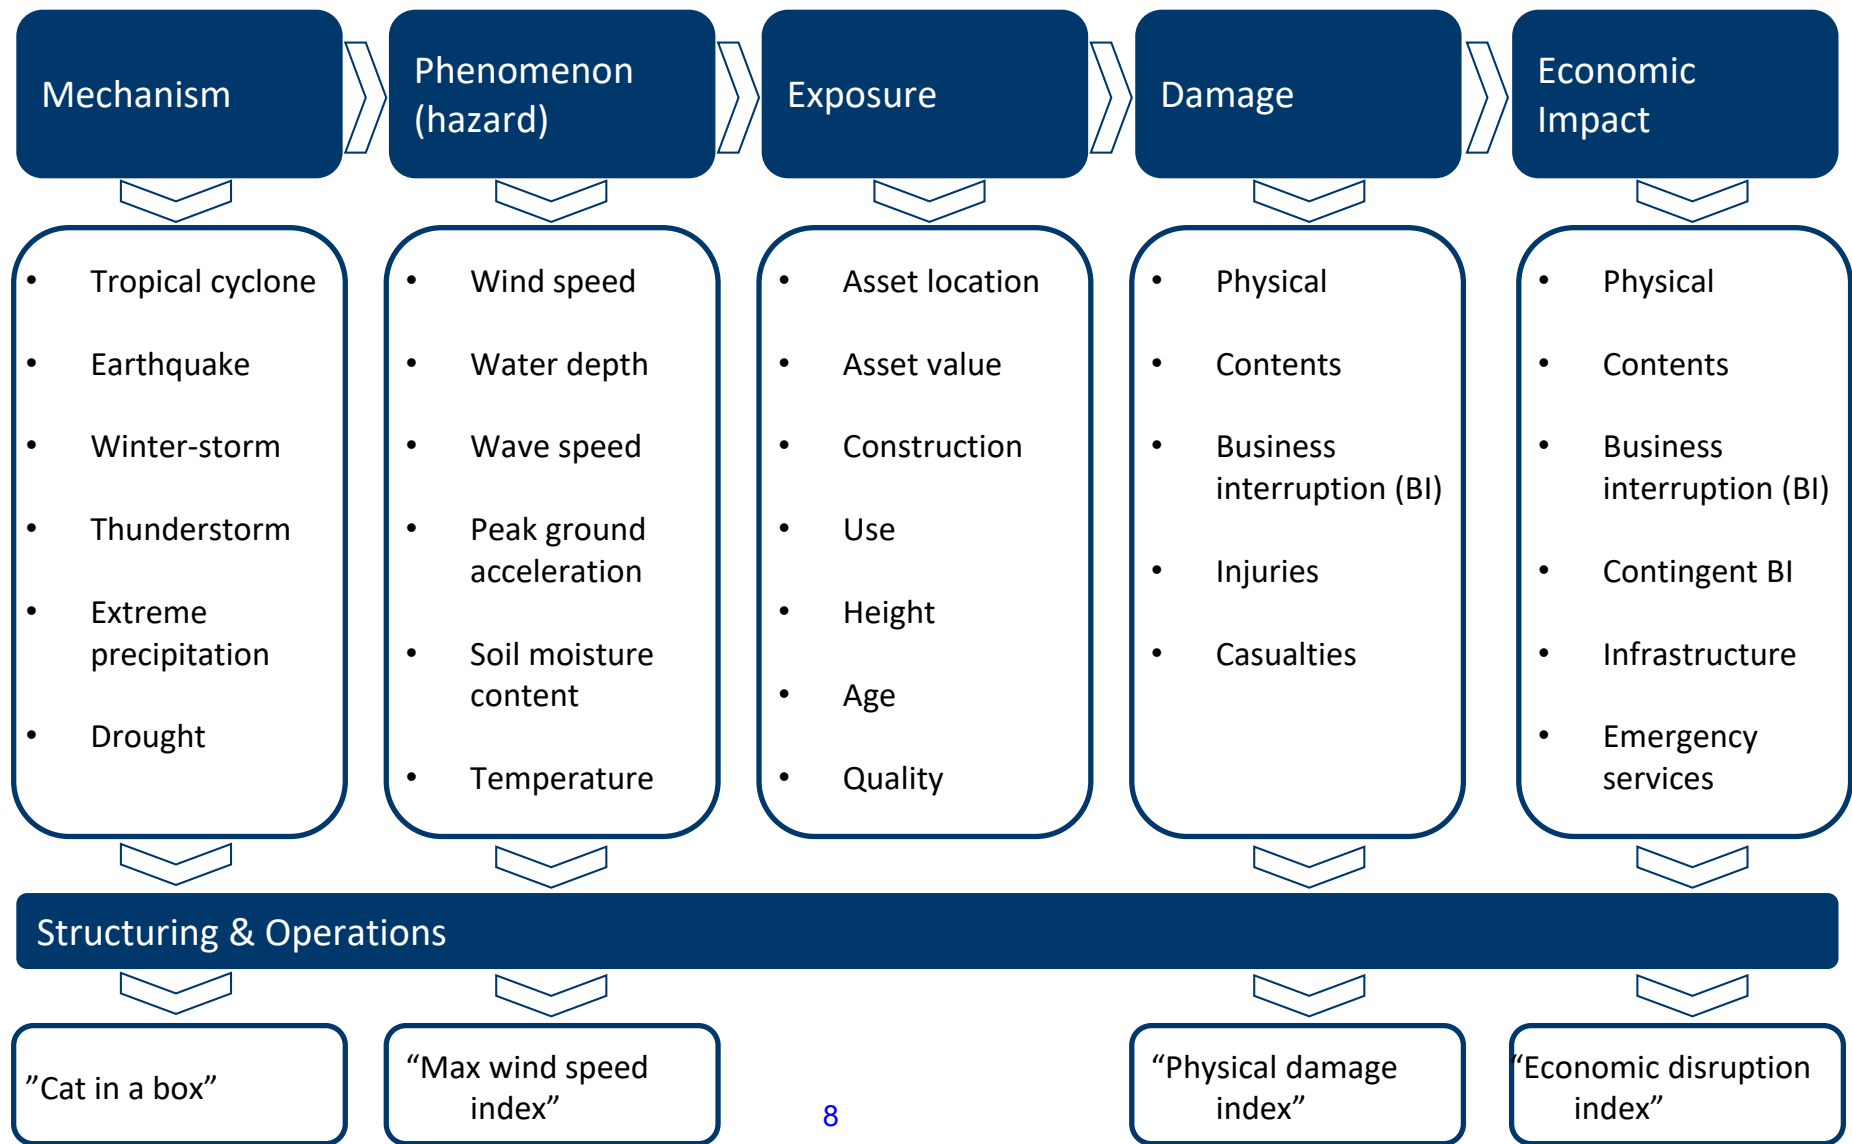 Mechanism
Phenomenon
(hazard)
Exposure
Damage
Economic
Impact
• Tropical cyclone
• Earthquake
• Winter-storm
• Thunderstorm
• Extreme
precipitation
• Drought
• Wind speed
• Water depth
• Wave speed
• Peak ground
acceleration
• Soil moisture
content
• Temperature
• Asset location
• Asset value
• Construction
• Use
• Height
• Age
• Quality
• Physical
• Contents
• Business
interruption (BI)
• Injuries
• Casualties
• Physical
• Contents
• Business
interruption (BI)
• Contingent BI
• Infrastructure
• Emergency
services
Structuring & Operations
”Cat in a box”
“Max wind speed
index”
8
“Physical damage
index”
“Economic disruption
index”